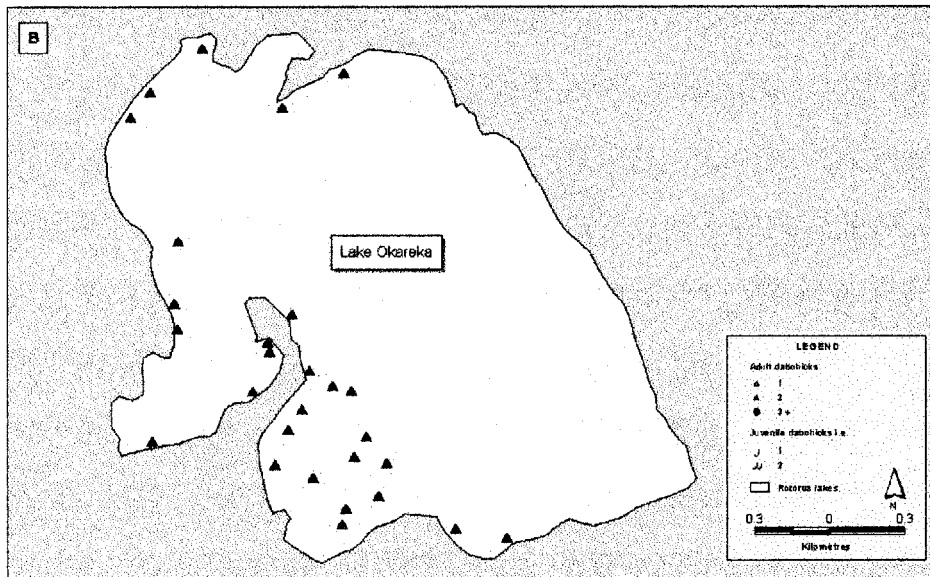 B
Lake Okareka
LEGEND
Adult dabchicks
1
2
3 +
Juvenile dabchicks
1
2
Rotorua lakes
N
0.3 0 0.3
Kilometres